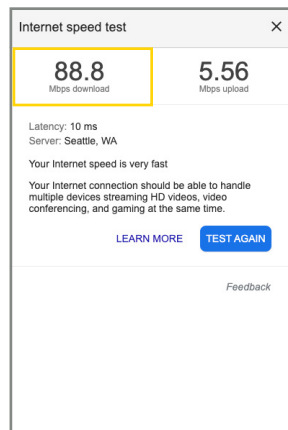 Internet speed test
88.8
Mbps download
5.56
Mbps upload
Latency: 10 ms
Server: Seattle, WA
Your Internet speed is very fast
Your Internet connection should be able to handle
multiple devices streaming HD videos, video
conferencing, and gaming at the same time.
LEARN MORE
TEST AGAIN
Feedback